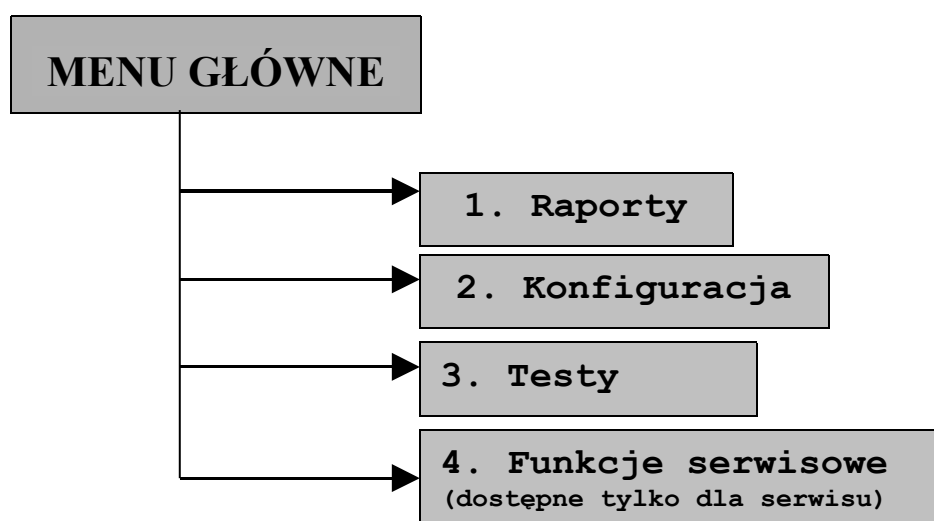 MENU GŁÓWNE
1. Raporty
2. Konfiguracja
3. Testy
4. Funkcje serwisowe
(dostępne tylko dla serwisu)